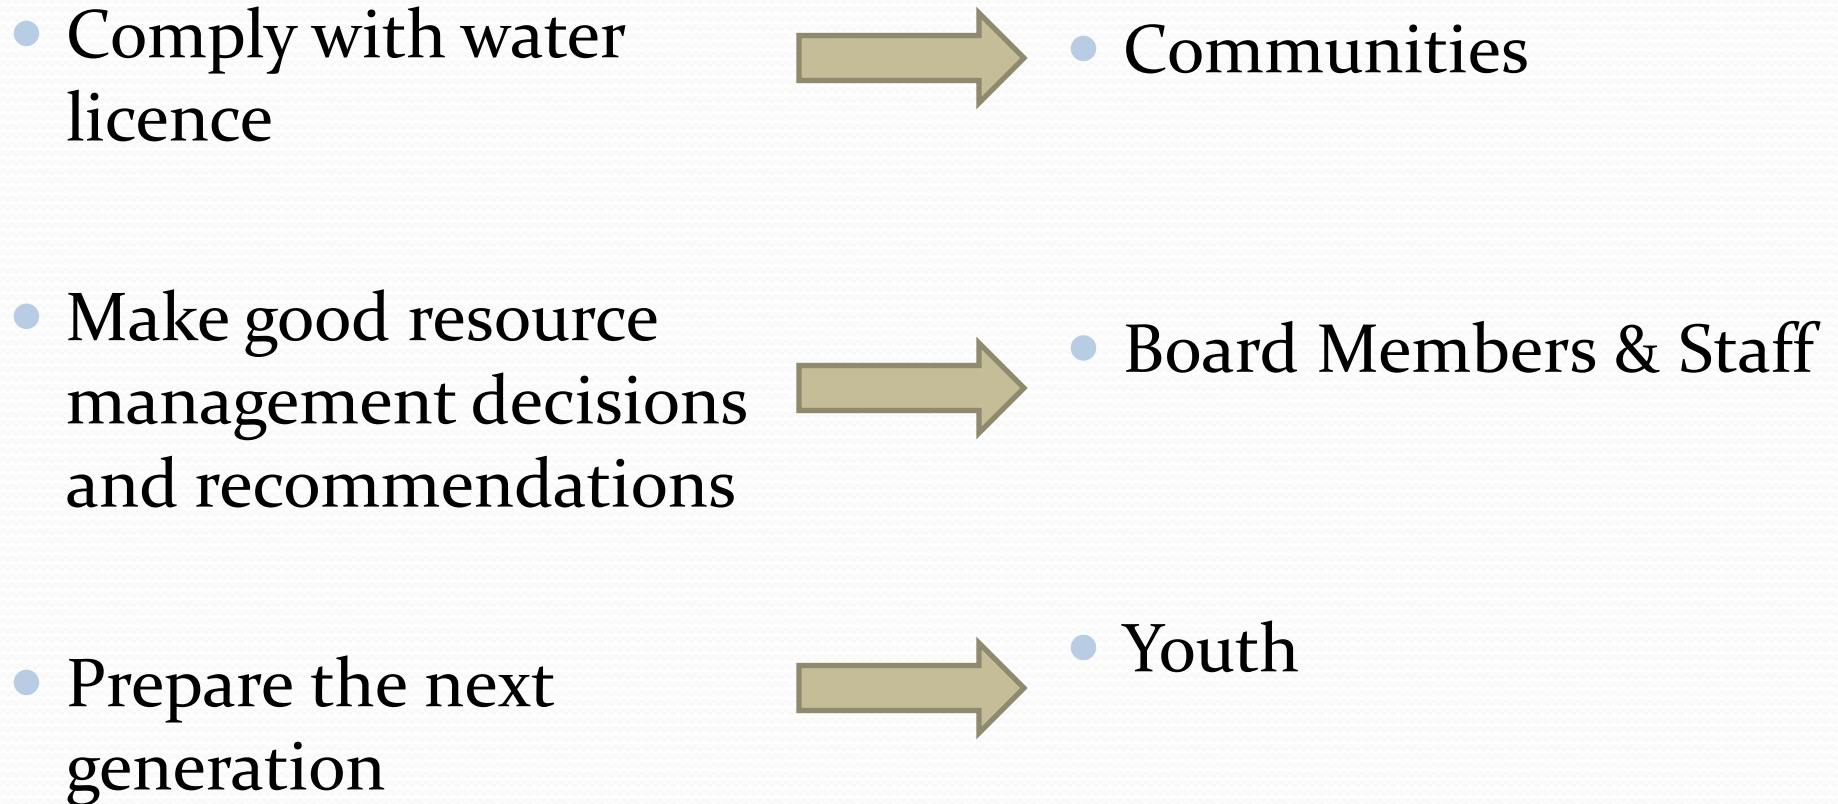 Comply with water
licence
Communities
Make good resource
management decisions
and recommendations
Board Members & Staff
Prepare the next
generation
Youth